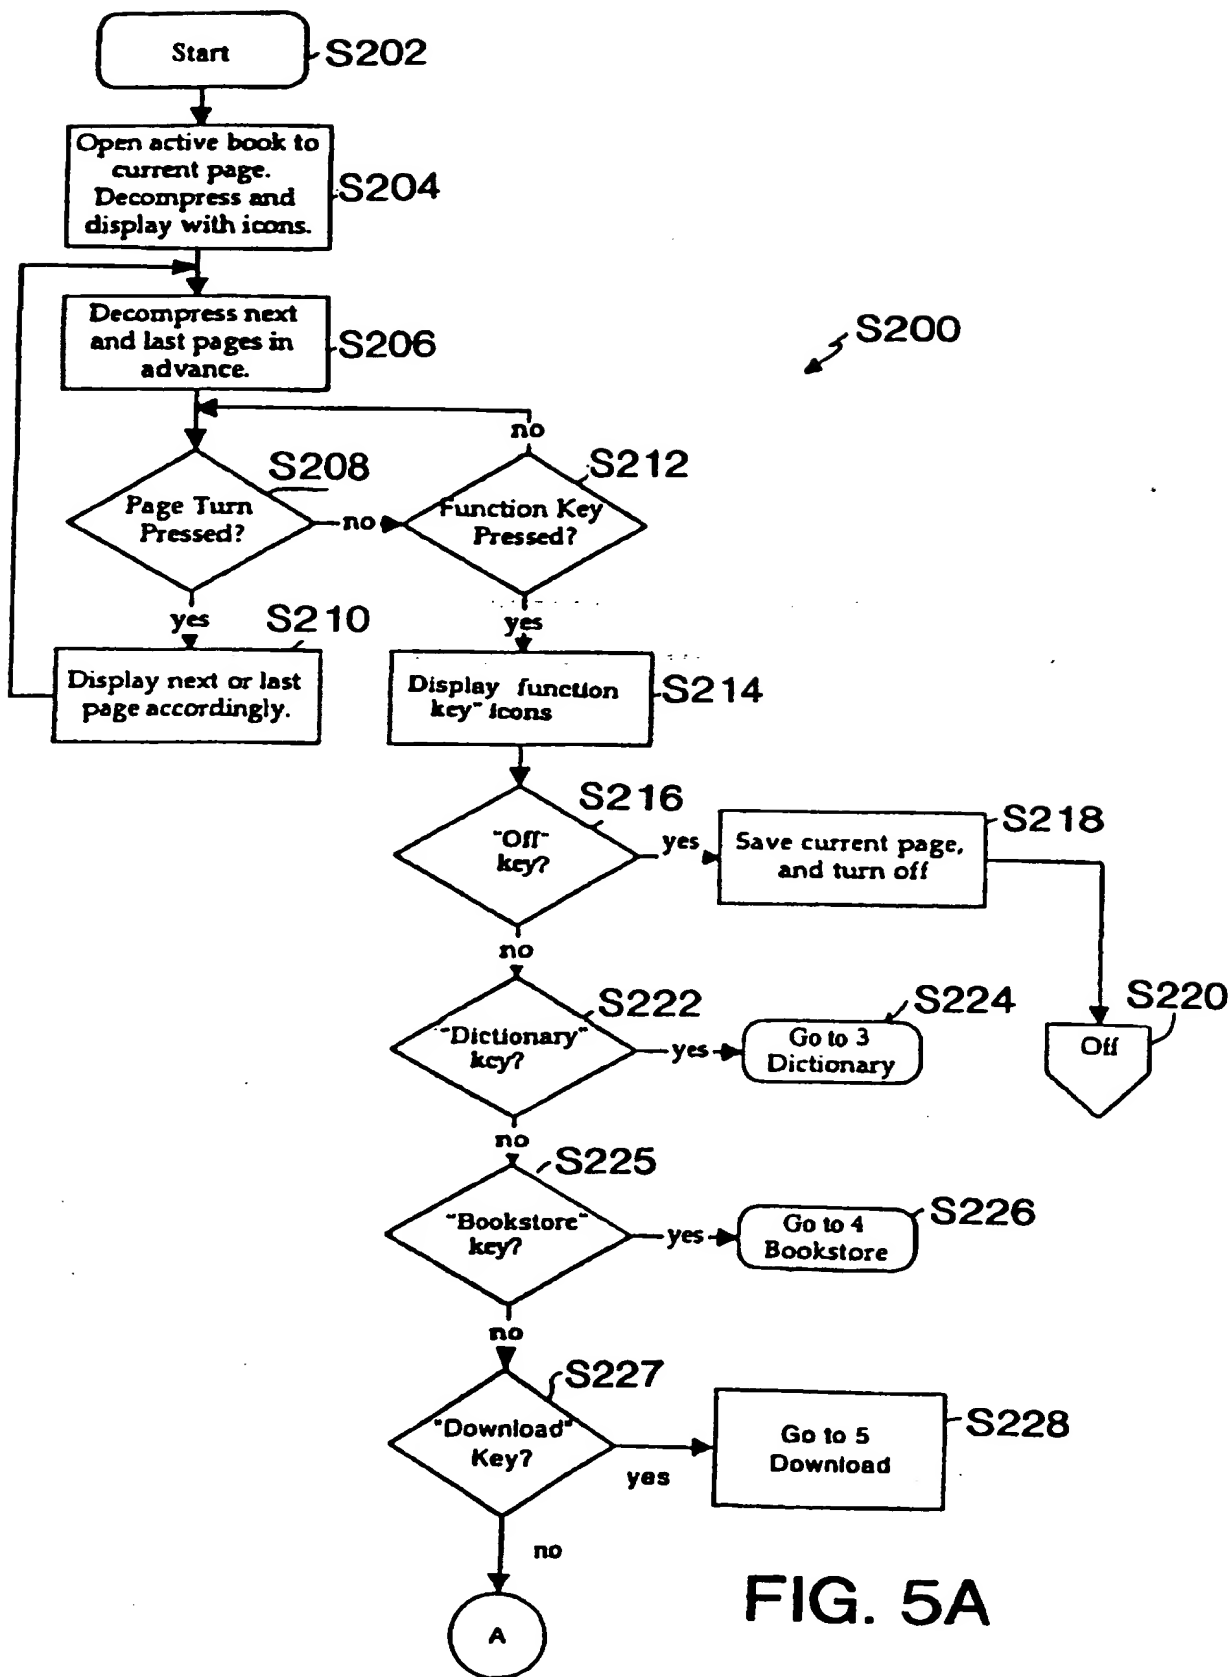 Start
S202
Open active book to
current page.
Decompress and
display with icons.
S204
Decompress next
and last pages in
advance.
S206
S200
no
S208
S212
Page Turn
Pressed?
no
Function Key
Pressed?
yes
S210
yes
Display next or last
page accordingly.
Display function
key" icons
S214
S216
"Off"
key?
yes
Save current page,
and turn off
S218
no
S222
"Dictionary"
key?
yes
Go to 3
Dictionary
S224
S220
Off
no
S225
"Bookstore"
key?
yes
Go to 4
Bookstore
S226
no
S227
"Download"
Key?
yes
Go to 5
Download
S228
no
A
FIG. 5A